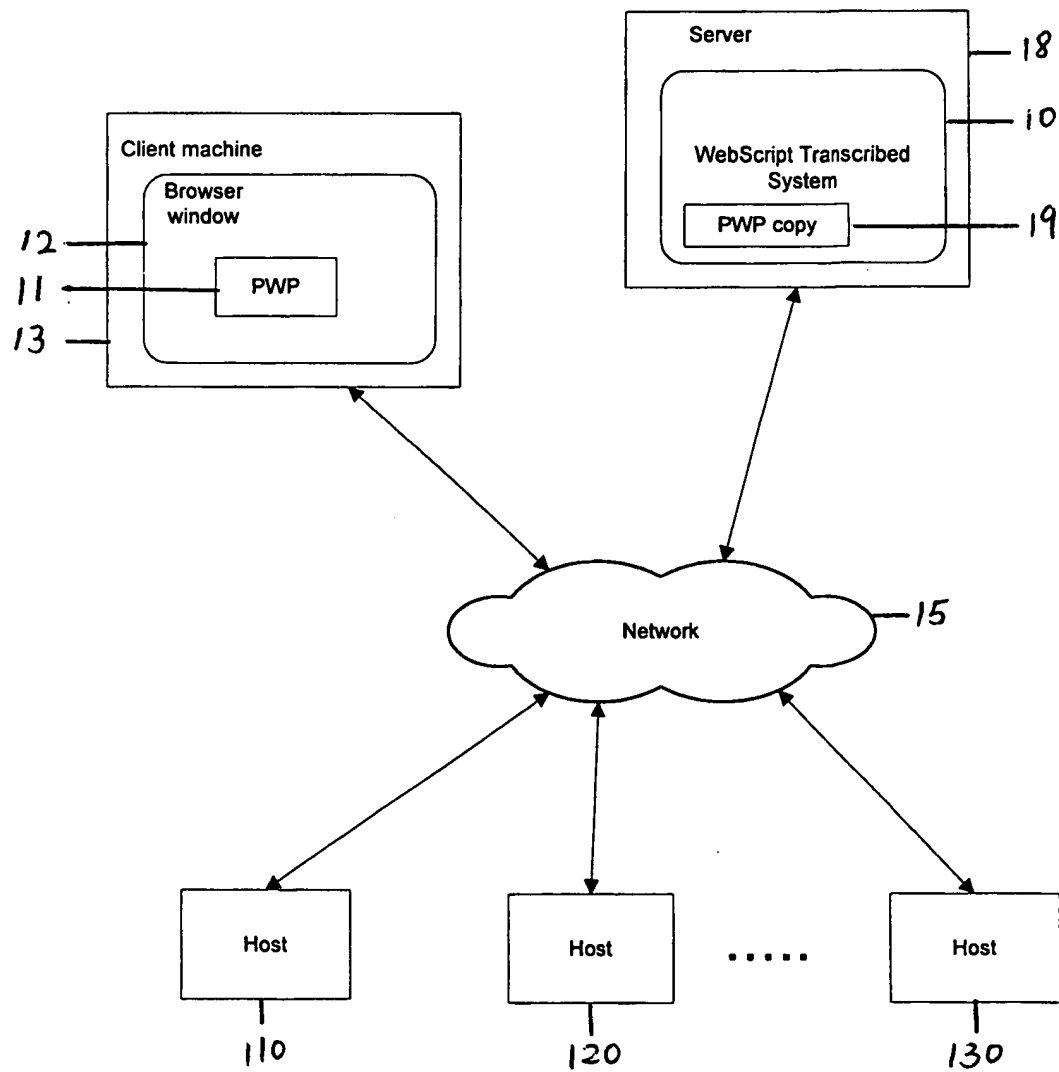 Server
18
10
WebScript Transcribed
System
PWP copy
19
Client machine
Browser
window
12
PWP
11
13
Network
15
Host
Host
.....
Host
110
120
130